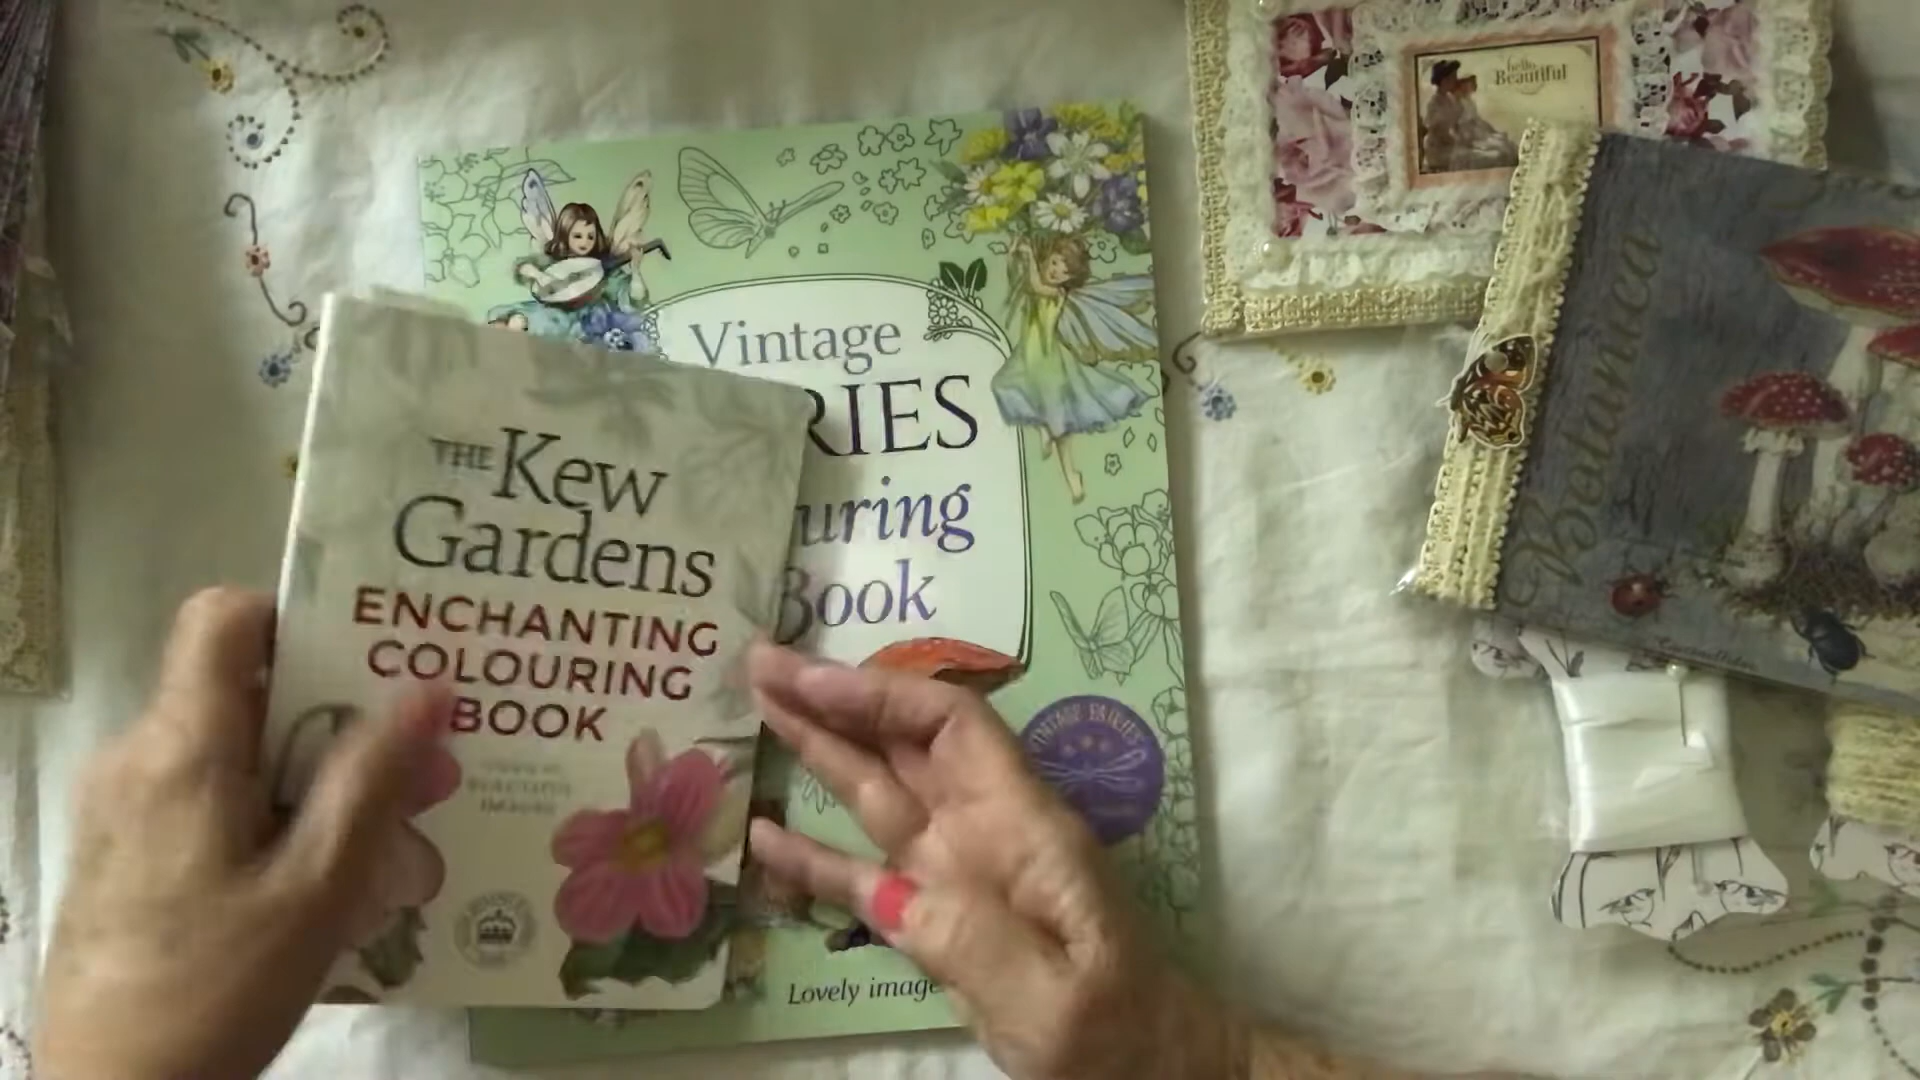 THE Kew
Gardens
ENCHANTING
COLOURING
BOOK
Vintage
RIES
uring
Book
Lovely image
hello
Beautiful
Botanica